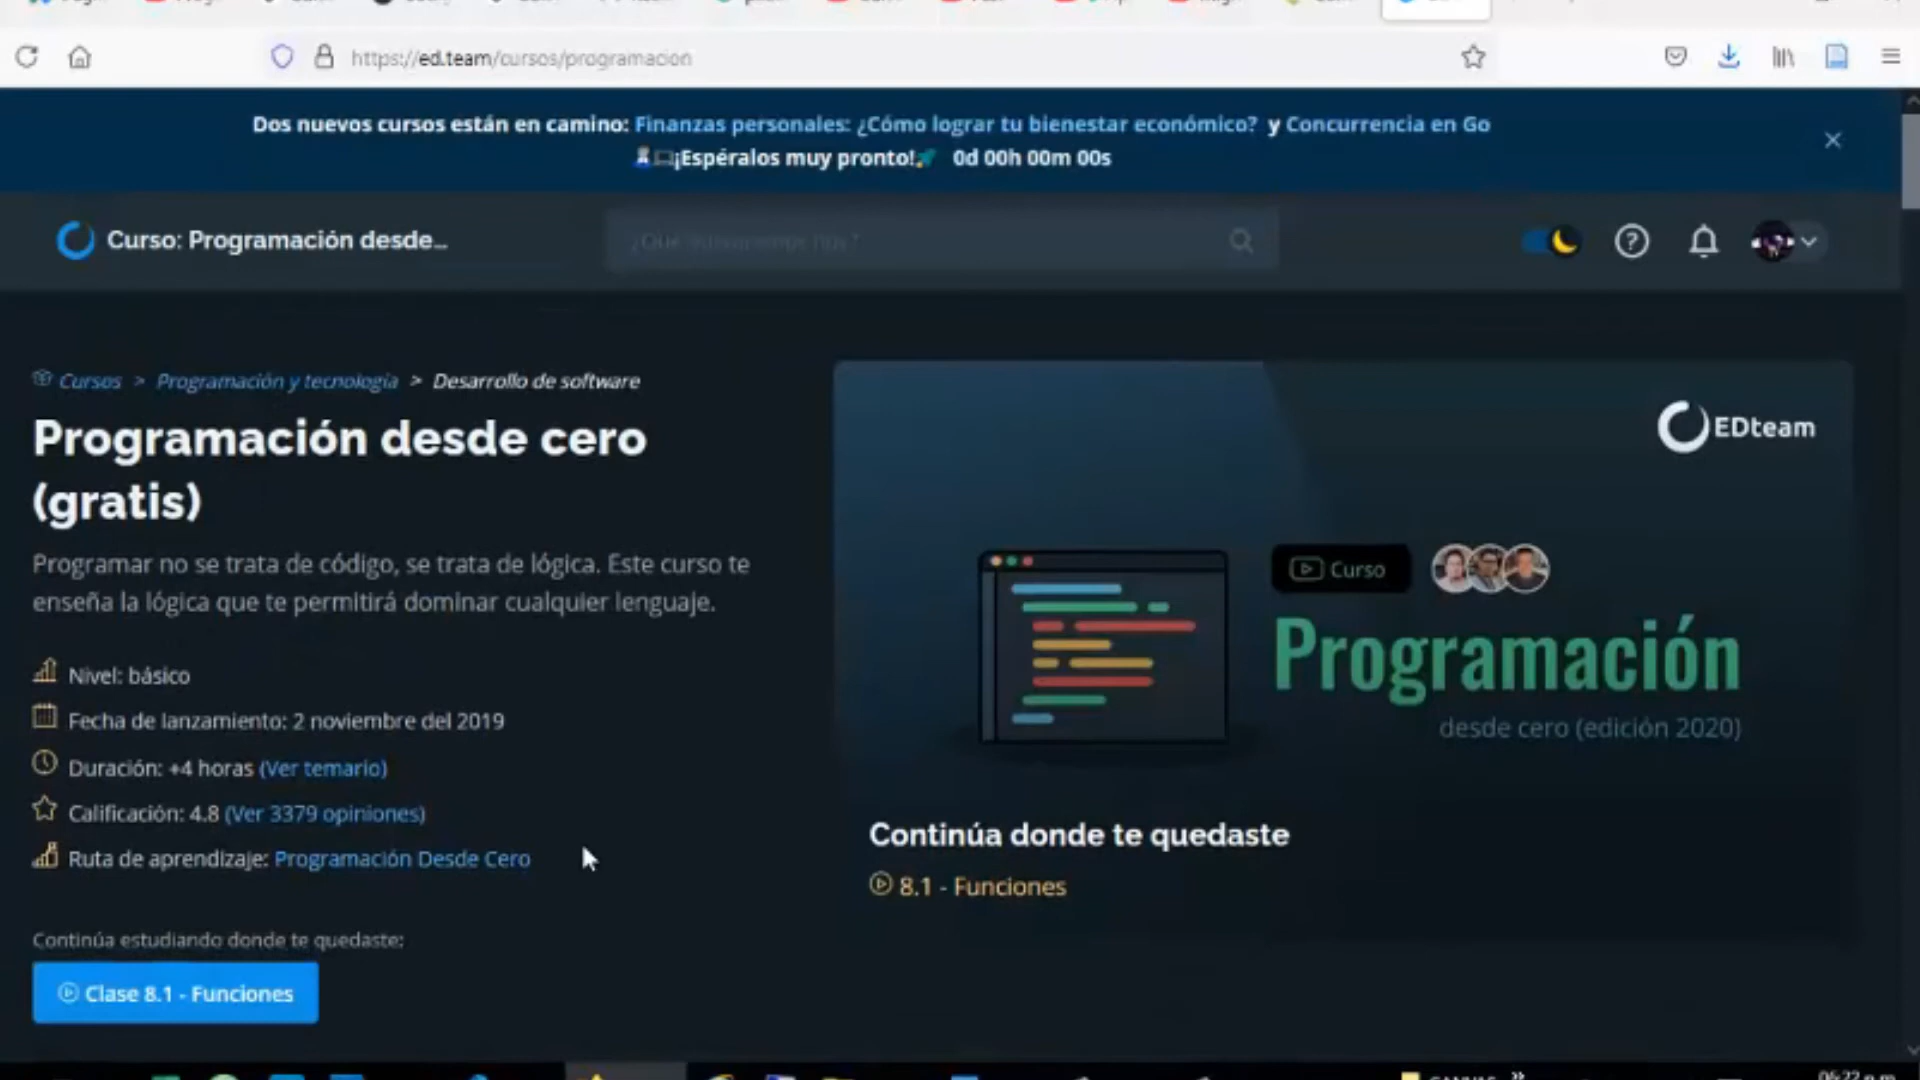 https://ed.team/cursos/programacion
Dos nuevos cursos están en camino: Finanzas personales: ¿Cómo lograr tu bienestar económico? y Concurrencia en Go
¡Espéralos muy pronto! 0d 00h 00m 00s
Curso: Programación desde...
Cursos > Programación y tecnología > Desarrollo de software
Programación desde cero
(gratis)
Programar no se trata de código, se trata de lógica. Este curso te
enseña la lógica que te permitirá dominar cualquier lenguaje.
Nivel: básico
Fecha de lanzamiento: 2 noviembre del 2019
Duración: +4 horas (Ver temario)
Calificación: 4.8 (Ver 3379 opiniones)
Ruta de aprendizaje: Programación Desde Cero
Continúa estudiando donde te quedaste:
Clase 8.1 - Funciones
EDteam
Curso
Programación
desde cero (edición 2020)
Continúa donde te quedaste
8.1 - Funciones